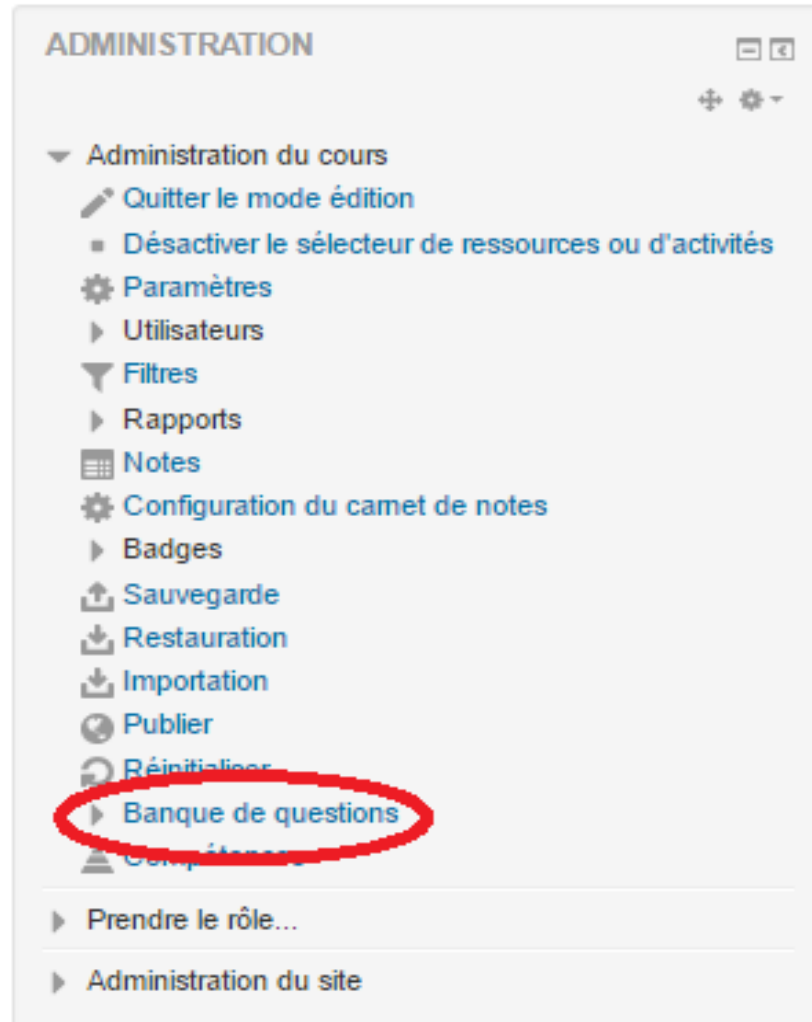 ADMINISTRATION
Administration du cours
Quitter le mode édition
Désactiver le sélecteur de ressources ou d'activités
Paramètres
Utilisateurs
Filtres
Rapports
Notes
Configuration du carnet de notes
Badges
Sauvegarde
Restauration
Importation
Publier
Réinitialiser
Banque de questions
Compétences
Prendre le rôle...
Administration du site